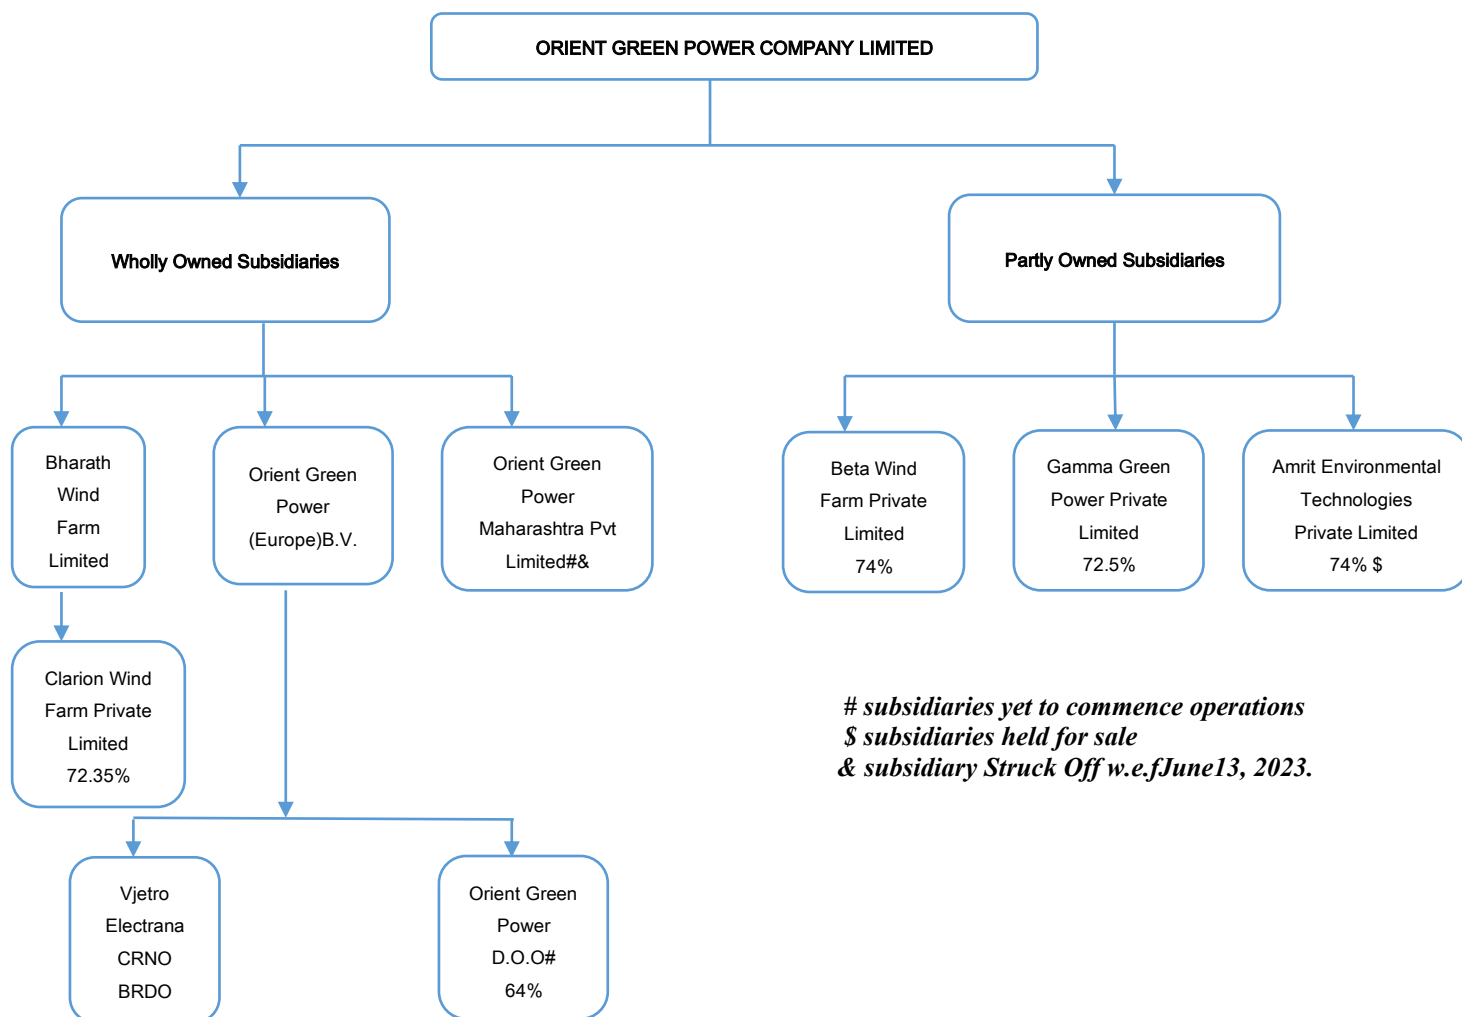 ORIENT GREEN POWER COMPANY LIMITED
Wholly Owned Subsidiaries
Partly Owned Subsidiaries
Bharath
Wind
Farm
Limited
Orient Green
Power
(Europe)B.V.
Orient Green
Power
Maharashtra Pvt
Limited#&
Beta Wind
Farm Private
Limited
74%
Gamma Green
Power Private
Limited
72.5%
Amrit Environmental
Technologies
Private Limited
74% $
Clarion Wind
Farm Private
Limited
72.35%
# subsidiaries yet to commence operations
$ subsidiaries held for sale
& subsidiary Struck Off w.e.fJune13, 2023.
Vjetro
Electrana
CRNO
BRDO
Orient Green
Power
D.O.O#
64%